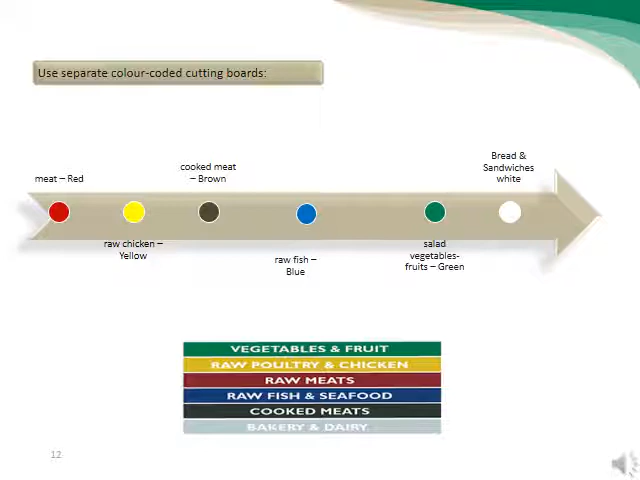 Use separate colour-coded cutting boards:
meat – Red
raw chicken –
Yellow
cooked meat
– Brown
raw fish –
Blue
salad
vegetables-
fruits – Green
Bread &
Sandwiches
white
VEGETABLES & FRUIT
RAW POULTRY & CHICKEN
RAW MEATS
RAW FISH & SEAFOOD
COOKED MEATS
BAKERY & DAIRY
12